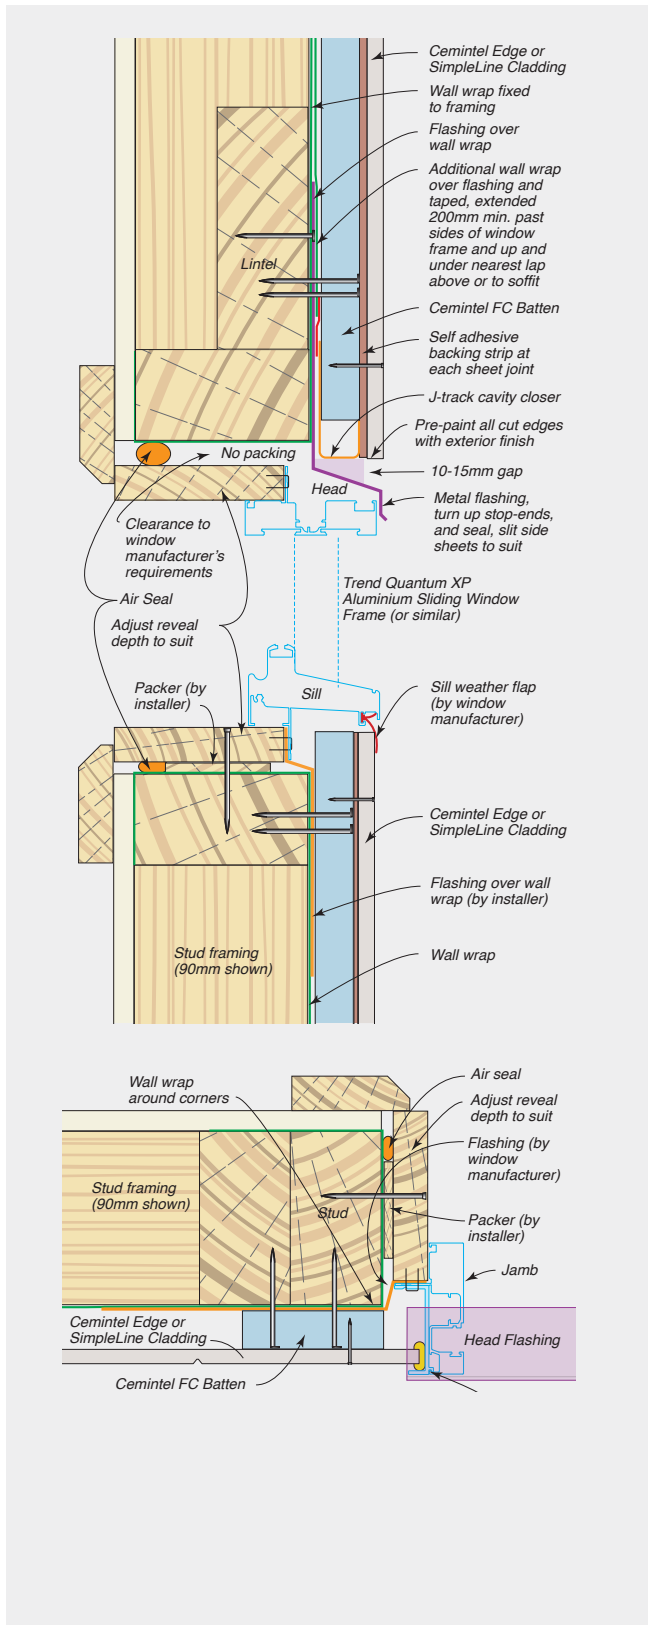 Cemintel Edge or
SimpleLine Cladding
Wall wrap fixed
to framing
Flashing over
wall wrap
Additional wall wrap
over flashing and
taped, extended
200mm min. past
sides of window
frame and up and
under nearest lap
above or to soffit
Lintel
Cemintel FC Batten
Self adhesive
backing strip at
each sheet joint
J-track cavity closer
Pre-paint all cut edges
with exterior finish
No packing
10-15mm gap
Head
Metal flashing,
turn up stop-ends,
and seal, slit side
sheets to suit
Clearance to
window
manufacturer's
requirements
Trend Quantum XP
Aluminium Sliding Window
Frame (or similar)
Air Seal
Adjust reveal
depth to suit
Packer (by
installer)
Sill
Sill weather flap
(by window
manufacturer)
Cemintel Edge or
SimpleLine Cladding
Flashing over wall
wrap (by installer)
Stud framing
(90mm shown)
Wall wrap
Wall wrap
around corners
Air seal
Adjust reveal
depth to suit
Flashing (by
window
manufacturer)
Stud framing
(90mm shown)
Stud
Packer (by
installer)
Jamb
Cemintel Edge or
SimpleLine Cladding
Head Flashing
Cemintel FC Batten